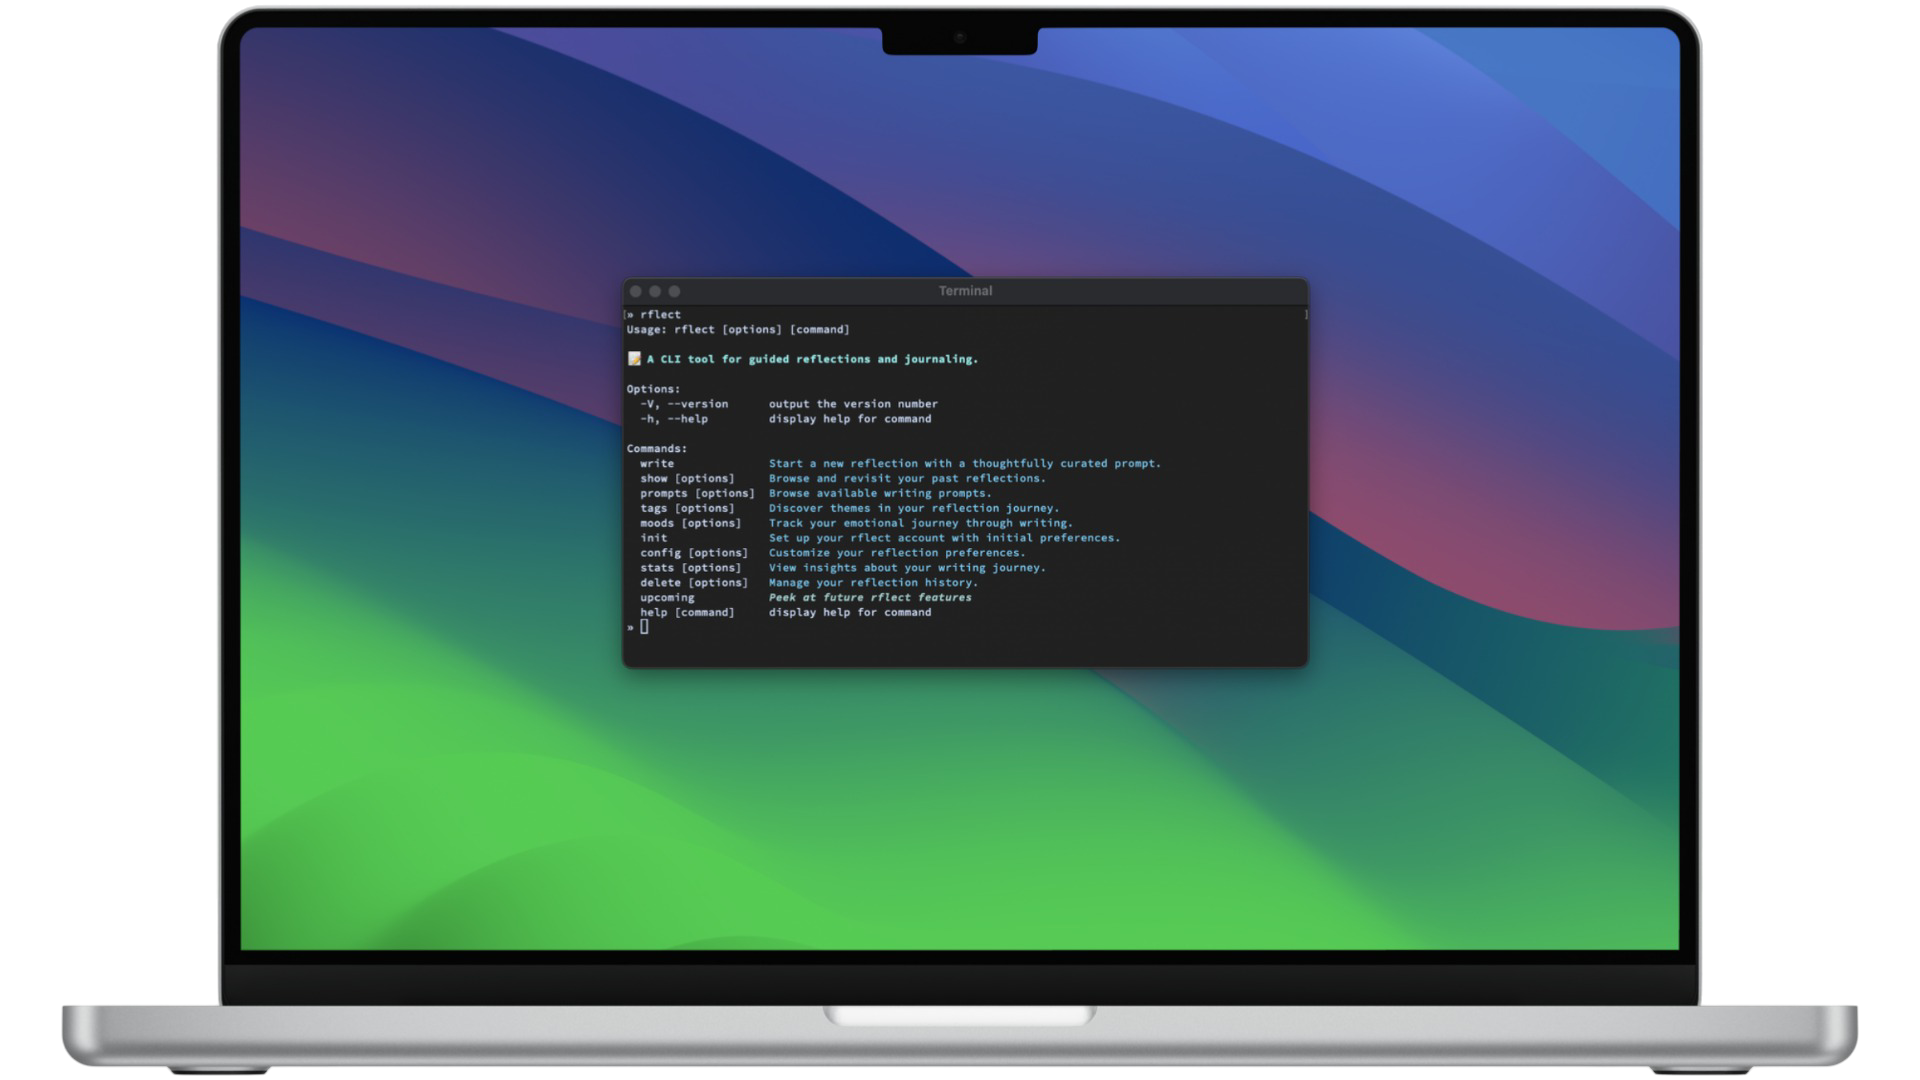 Terminal
» rflect
Usage: rflect [options] [command]
📝 A CLI tool for guided reflections and journaling.
Options:
-V, --version output the version number
-h, --help display help for command
Commands:
write Start a new reflection with a thoughtfully curated prompt.
show [options] Browse and revisit your past reflections.
prompts [options] Browse available writing prompts.
tags [options] Discover themes in your reflection journey.
moods [options] Track your emotional journey through writing.
init Set up your rflect account with initial preferences.
config [options] Customize your reflection preferences.
stats [options] View insights about your writing journey.
delete [options] Manage your reflection history.
upcoming Peek at future rflect features
help [command] display help for command
»